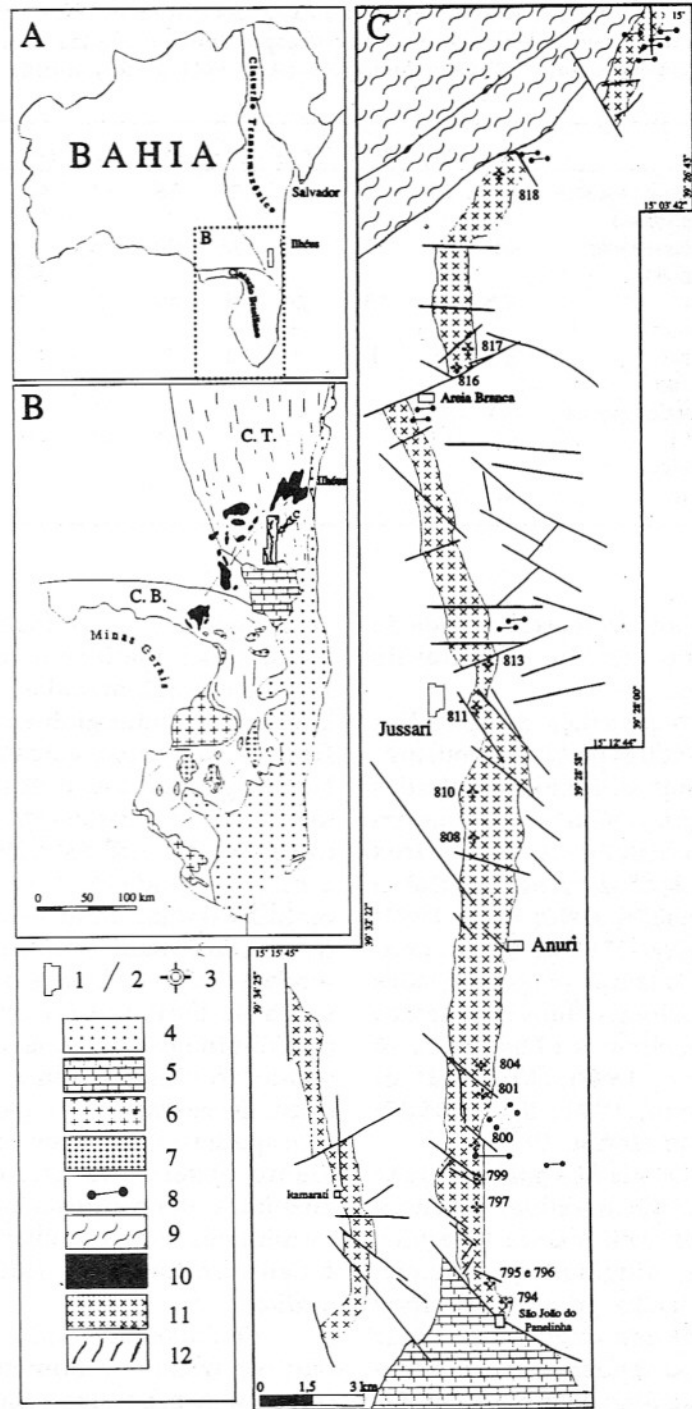 A
Cinturão Transamazônico
BAHIA
Salvador
Ilhéus
B
Cinturão Brasiliano
B
C.T.
Ilhéus
C
C.B.
Minas Gerais
0 50 100 km
1 2 3
4
5
6
7
8
9
10
11
12
C
15°
818
39° 26' 43"
15° 03' 42"
817
816
Areia Branca
813
811
Jussari
39° 28' 00"
15° 12' 44"
39° 28' 58"
810
808
39° 32' 22"
Anuri
15° 15' 45"
39° 34' 25"
804
801
800
799
Itamarati
797
795 e 796
794
São João do
Panelinha
0 1,5 3 km